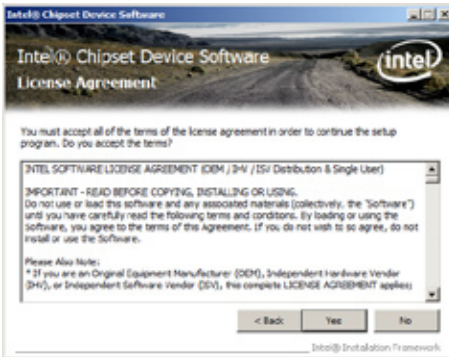 Intel® Chipset Device Software
Intel® Chipset Device Software
License Agreement
intel
You must accept all of the terms of the license agreement in order to continue the setup
program. Do you accept the terms?
INTEL SOFTWARE LICENSE AGREEMENT (OEM / IHV / ISV Distribution & Single User)
IMPORTANT - READ BEFORE COPYING, INSTALLING OR USING.
Do not use or load this software and any associated materials (collectively, the "Software")
until you have carefully read the following terms and conditions. By loading or using the
Software, you agree to the terms of this Agreement. If you do not wish to so agree, do not
install or use the Software.
Please Also Note:
* If you are an Original Equipment Manufacturer (OEM), Independent Hardware Vendor
(IHV), or Independent Software Vendor (ISV), this complete LICENSE AGREEMENT applies;
< Back
Yes
No
Intel® Installation Framework